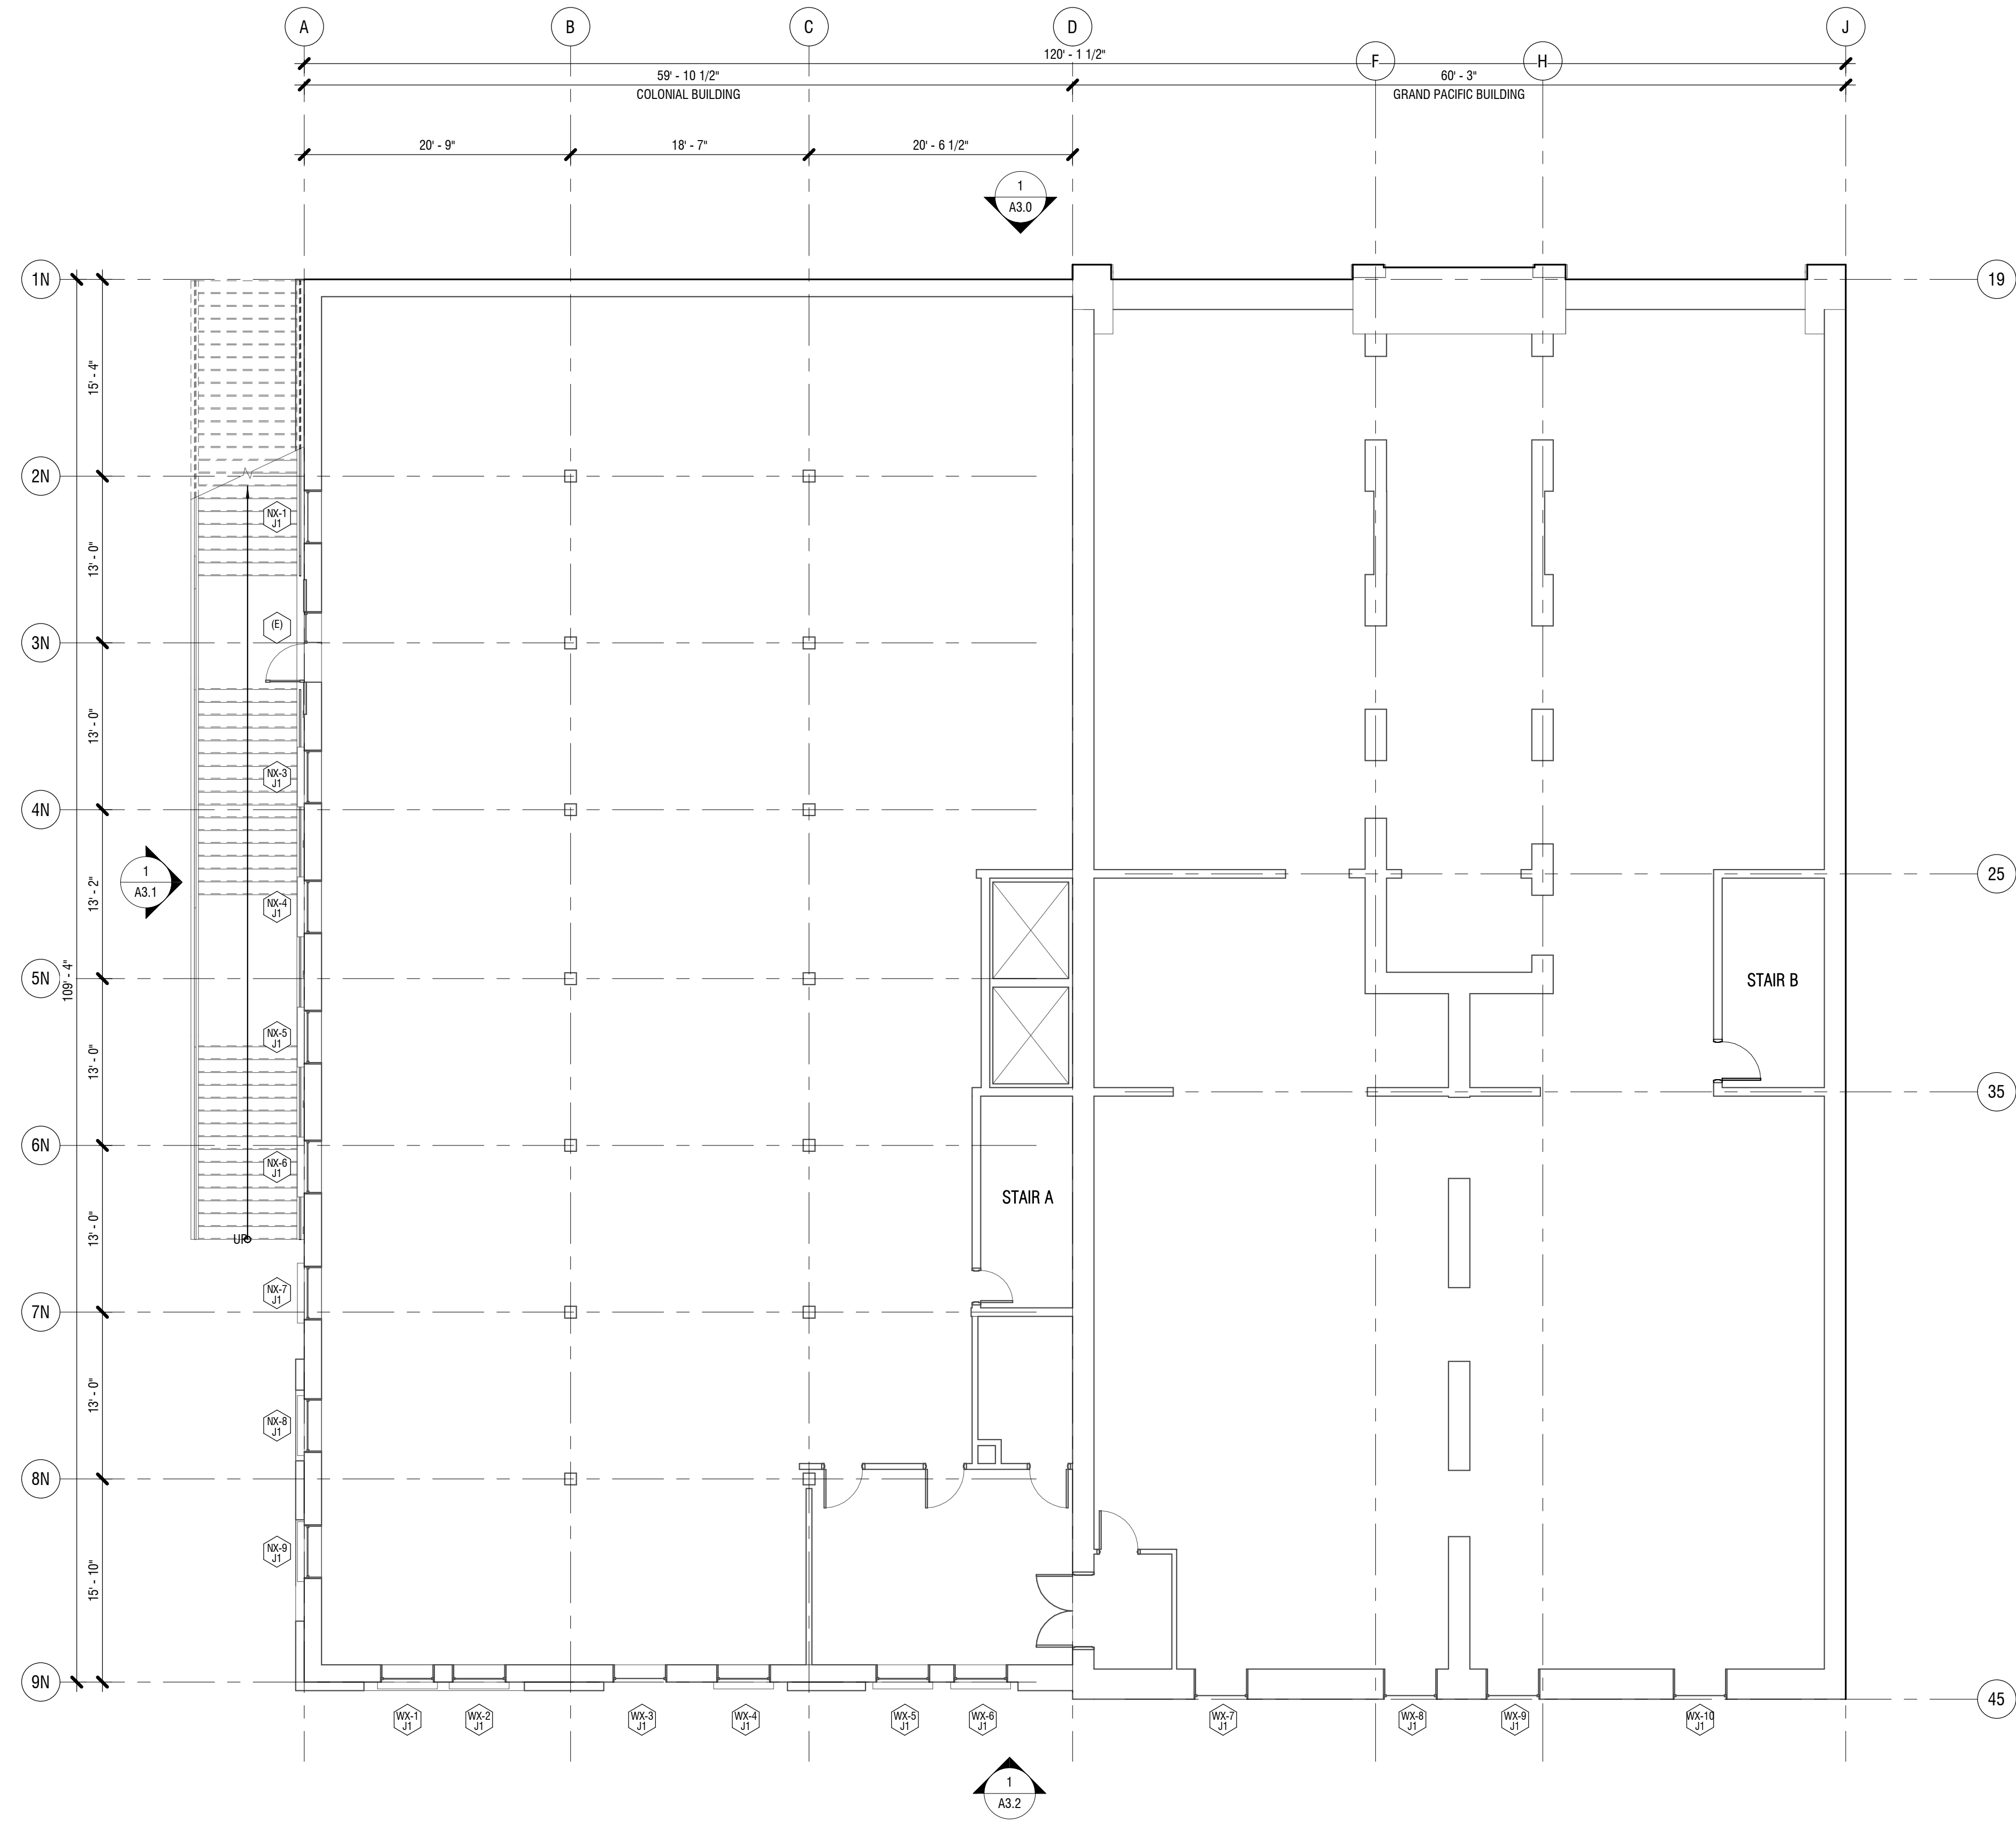 A
B
C
D
F
H
J
120' - 1 1/2"
59' - 10 1/2"
60' - 3"
COLONIAL BUILDING
GRAND PACIFIC BUILDING
20' - 9"
18' - 7"
20' - 6 1/2"
1
A3.0
1N
19
15' - 4"
2N
NX-1
J1
13' - 0"
(E)
3N
13' - 0"
NX-3
J1
4N
1
A3.1
13' - 2"
25
NX-4
J1
5N
109' - 4"
STAIR B
NX-5
J1
13' - 0"
35
6N
NX-6
J1
STAIR A
13' - 0"
UP
NX-7
J1
7N
13' - 0"
NX-8
J1
8N
NX-9
J1
15' - 10"
9N
45
WX-1
J1
WX-2
J1
WX-3
J1
WX-4
J1
WX-5
J1
WX-6
J1
WX-7
J1
WX-8
J1
WX-9
J1
WX-10
J1
1
A3.2